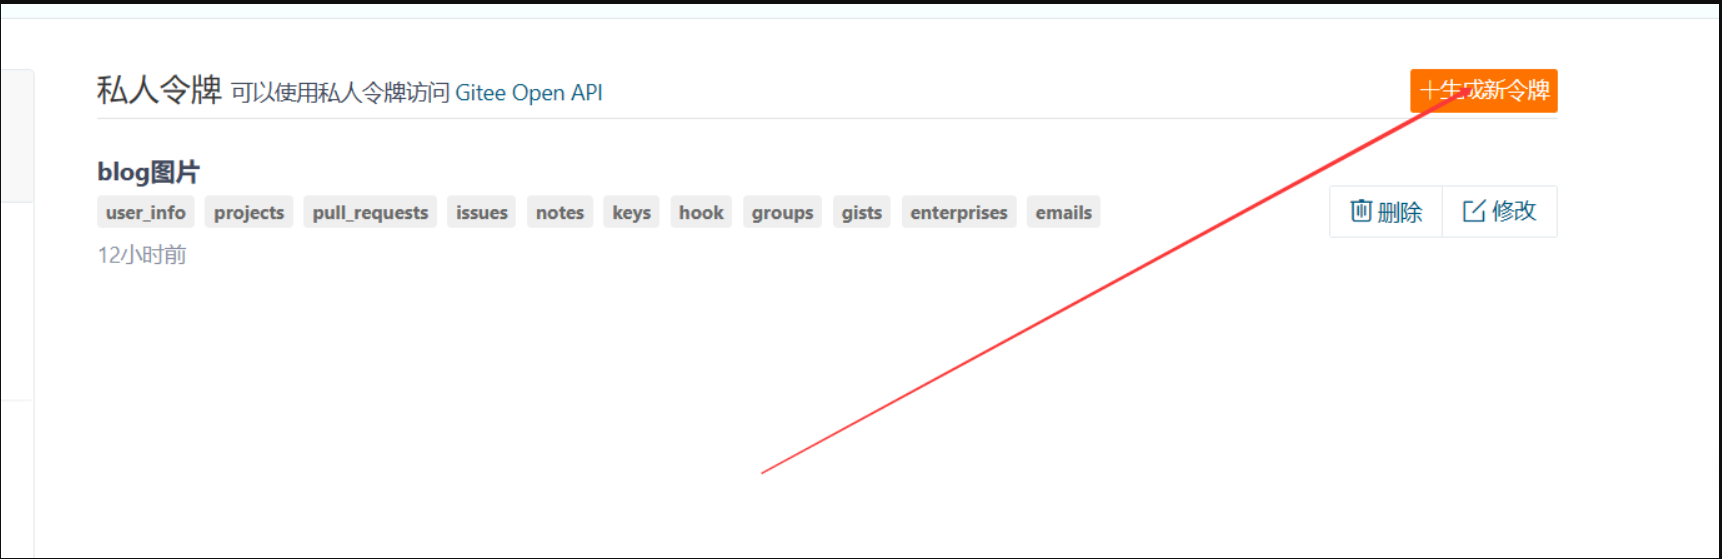 私人令牌 可以使用私人令牌访问 Gitee Open API
十生成新令牌
blog图片
user_info projects pull_requests issues notes keys hook groups gists enterprises emails
删除 修改
12小时前